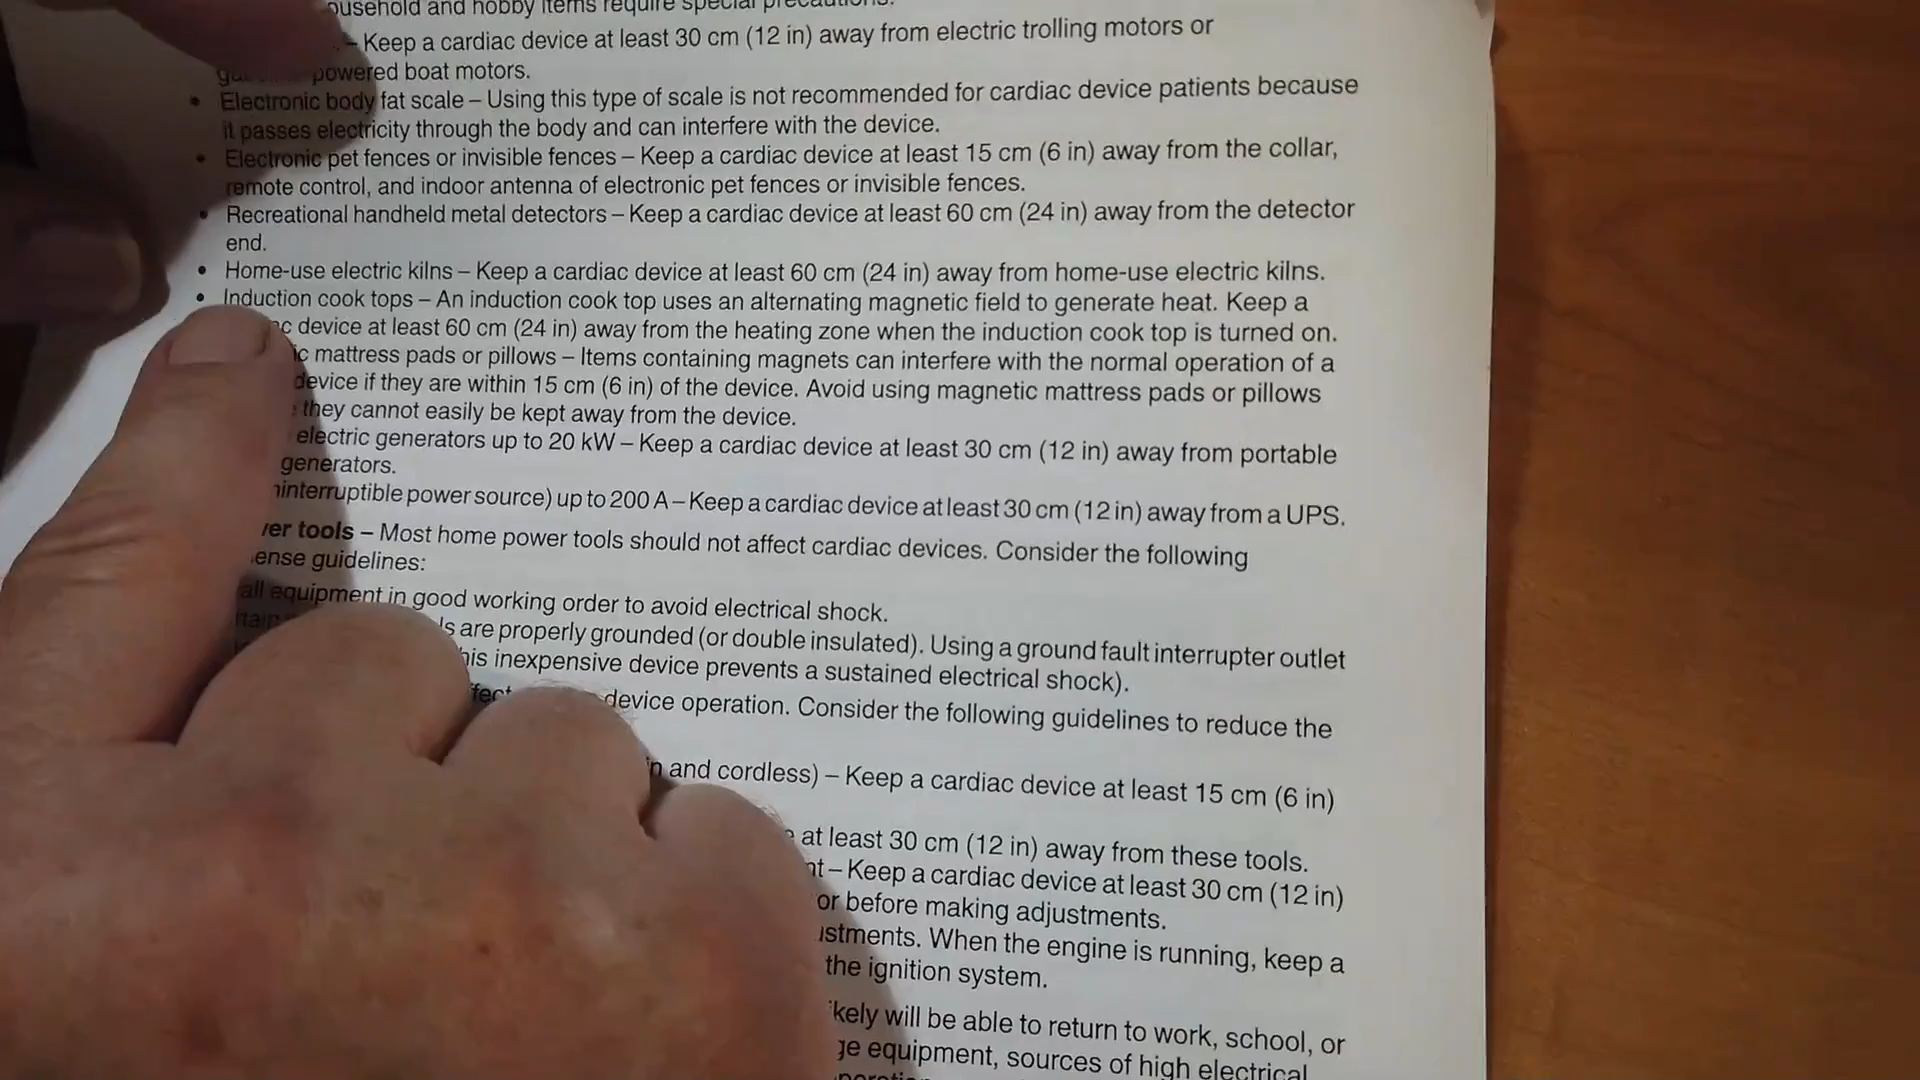 household and hobby items require special precautions.
– Keep a cardiac device at least 30 cm (12 in) away from electric trolling motors or
powered boat motors.
• Electronic body fat scale – Using this type of scale is not recommended for cardiac device patients because
it passes electricity through the body and can interfere with the device.
• Electronic pet fences or invisible fences – Keep a cardiac device at least 15 cm (6 in) away from the collar,
remote control, and indoor antenna of electronic pet fences or invisible fences.
• Recreational handheld metal detectors – Keep a cardiac device at least 60 cm (24 in) away from the detector
end.
• Home-use electric kilns – Keep a cardiac device at least 60 cm (24 in) away from home-use electric kilns.
• Induction cook tops – An induction cook top uses an alternating magnetic field to generate heat. Keep a
device at least 60 cm (24 in) away from the heating zone when the induction cook top is turned on.
mattress pads or pillows – Items containing magnets can interfere with the normal operation of a
device if they are within 15 cm (6 in) of the device. Avoid using magnetic mattress pads or pillows
they cannot easily be kept away from the device.
electric generators up to 20 kW – Keep a cardiac device at least 30 cm (12 in) away from portable
generators.
uninterruptible power source) up to 200 A – Keep a cardiac device at least 30 cm (12 in) away from a UPS.
tools – Most home power tools should not affect cardiac devices. Consider the following
guidelines:
all equipment in good working order to avoid electrical shock.
are properly grounded (or double insulated). Using a ground fault interrupter outlet
this inexpensive device prevents a sustained electrical shock).
device operation. Consider the following guidelines to reduce the
and cordless) – Keep a cardiac device at least 15 cm (6 in)
at least 30 cm (12 in) away from these tools.
– Keep a cardiac device at least 30 cm (12 in)
or before making adjustments.
When the engine is running, keep a
the ignition system.
will be able to return to work, school, or
equipment, sources of high electrical